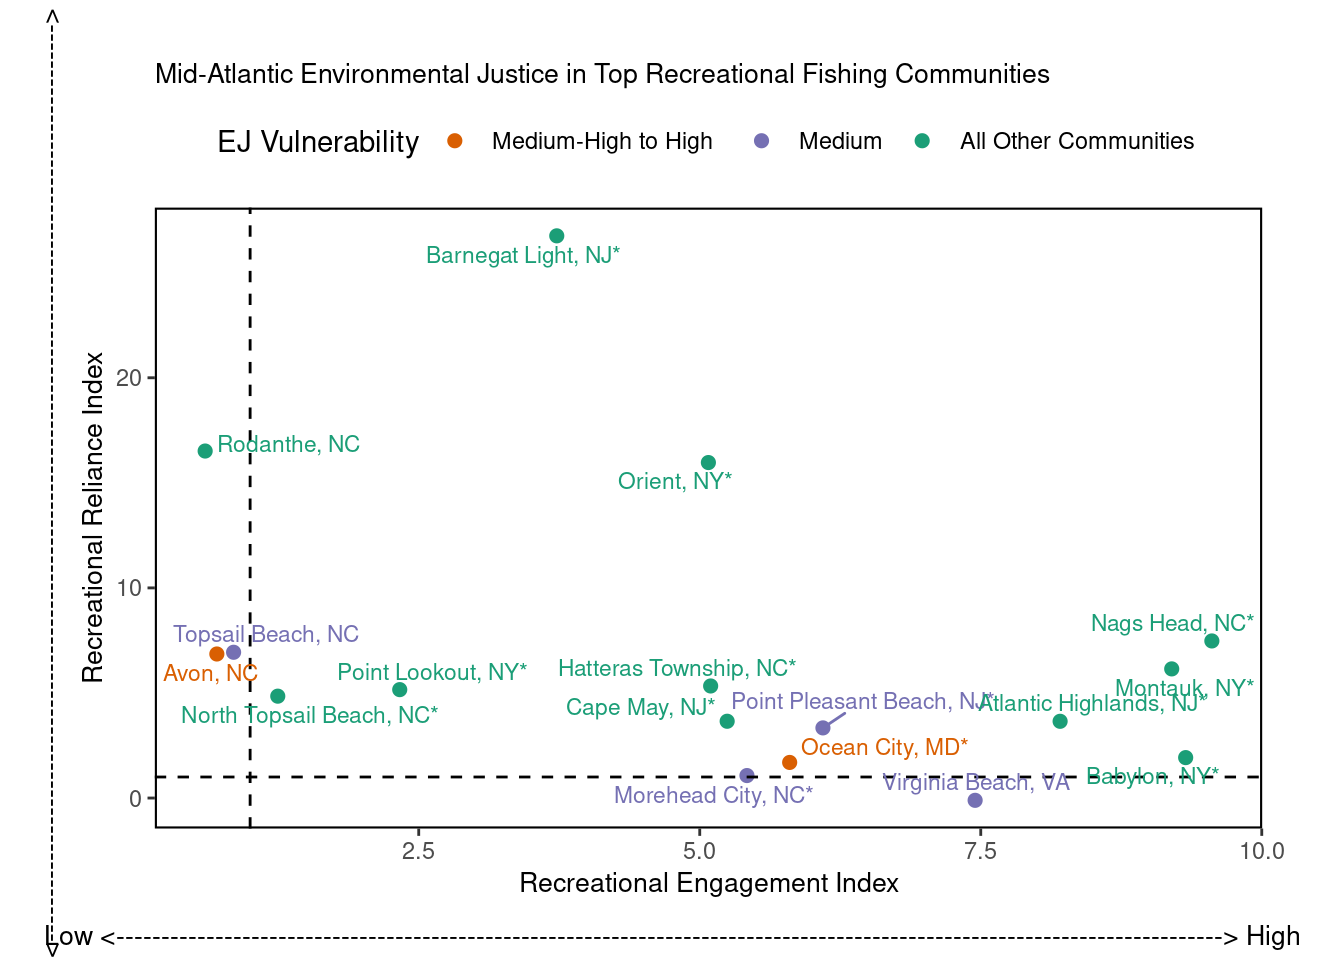 Mid-Atlantic Environmental Justice in Top Recreational Fishing Communities
EJ Vulnerability Medium-High to High Medium All Other Communities
Barnegat Light, NJ*
Rodanthe, NC
Orient, NY*
Nags Head, NC*
Topsail Beach, NC
Avon, NC
Point Lookout, NY*
Hatteras Township, NC*
Montauk, NY*
North Topsail Beach, NC*
Cape May, NJ*
Point Pleasant Beach, NJ*
Atlantic Highlands, NJ*
Ocean City, MD*
Babylon, NY*
Virginia Beach, VA
Morehead City, NC*
Recreational Reliance Index
20
10
0
2.5 5.0 7.5 10.0
Recreational Engagement Index
Low <--> High